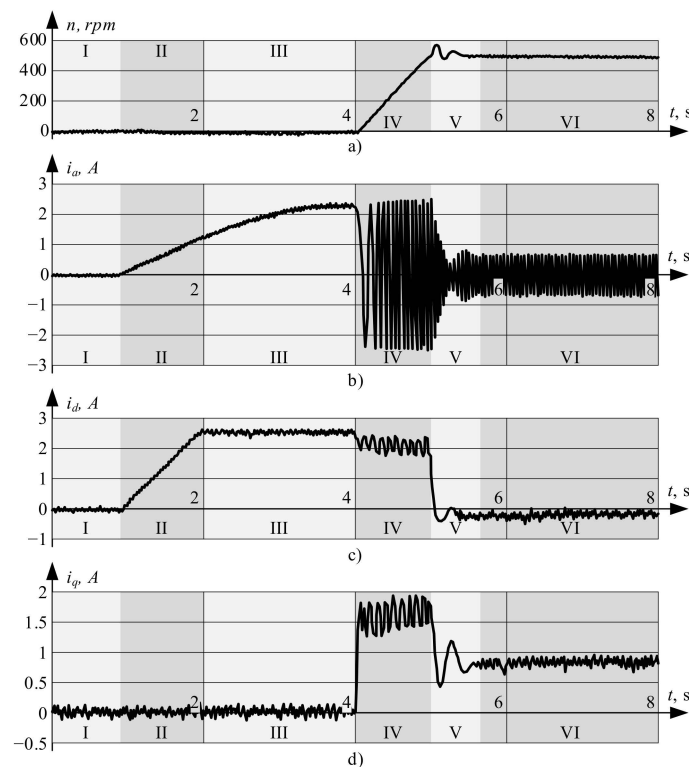 n, rpm
600
I
II
III
400
200
2
4
6
8
t, s
0
IV
V
VI
a)
i_a, A
3
2
1
0
t, s
2
4
6
8
−1
−2
I
II
III
IV
V
VI
−3
b)
i_d, A
3
2
1
2
4
6
8
t, s
0
I
II
III
IV
V
VI
−1
c)
i_q, A
2
1.5
1
0.5
2
4
6
8
t, s
0
I
II
III
IV
V
VI
−0.5
d)